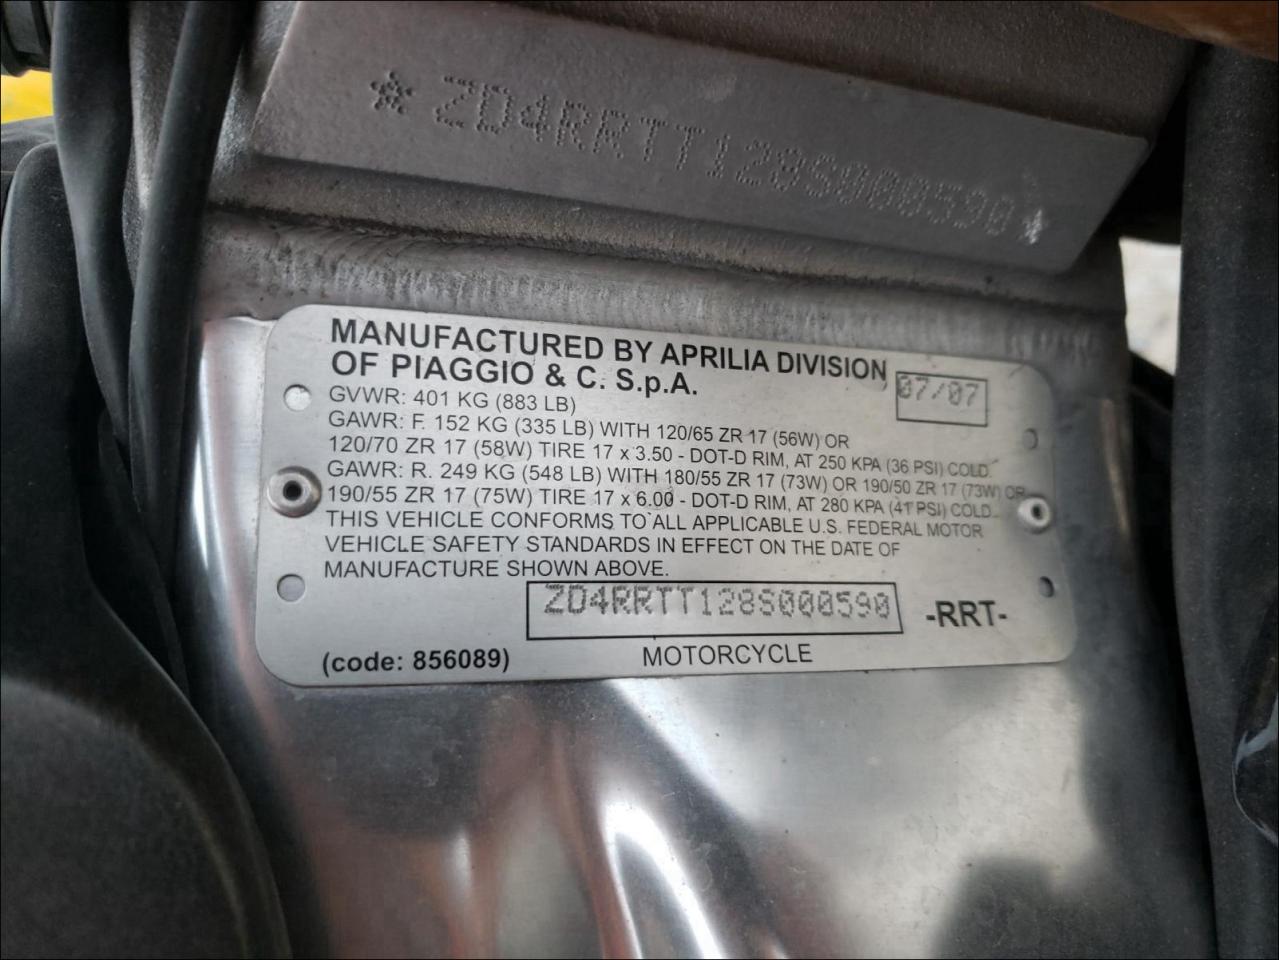 *ZD4RRTT128S000590*
MANUFACTURED BY APRILIA DIVISION
OF PIAGGIO & C. S.p.A.
07/07
GVWR: 401 KG (883 LB)
GAWR: F. 152 KG (335 LB) WITH 120/65 ZR 17 (56W) OR
120/70 ZR 17 (58W) TIRE 17 x 3.50 - DOT-D RIM, AT 250 KPA (36 PSI) COLD.
GAWR: R. 249 KG (548 LB) WITH 180/55 ZR 17 (73W) OR 190/50 ZR 17 (73W) OR
190/55 ZR 17 (75W) TIRE 17 x 6.00 - DOT-D RIM, AT 280 KPA (41 PSI) COLD.
THIS VEHICLE CONFORMS TO ALL APPLICABLE U.S. FEDERAL MOTOR
VEHICLE SAFETY STANDARDS IN EFFECT ON THE DATE OF
MANUFACTURE SHOWN ABOVE.
ZD4RRTT128S000590 -RRT-
(code: 856089) MOTORCYCLE